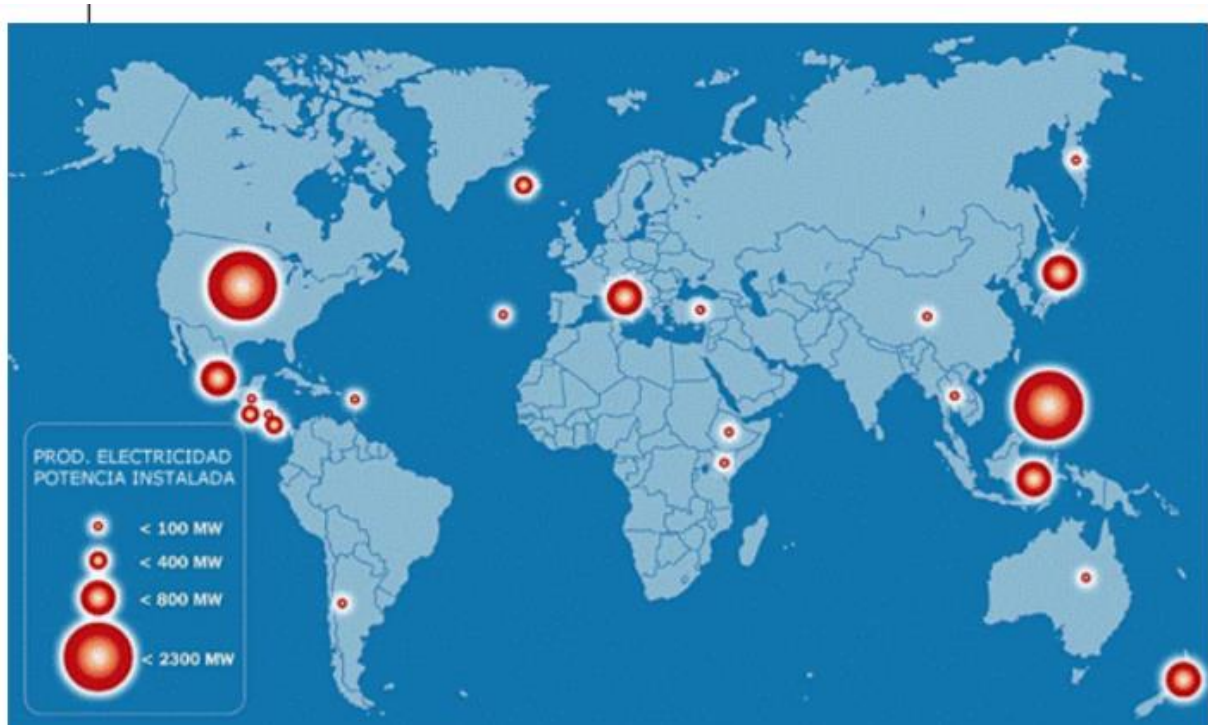 PROD. ELECTRICIDAD
POTENCIA INSTALADA
< 100 MW
< 400 MW
< 800 MW
< 2300 MW